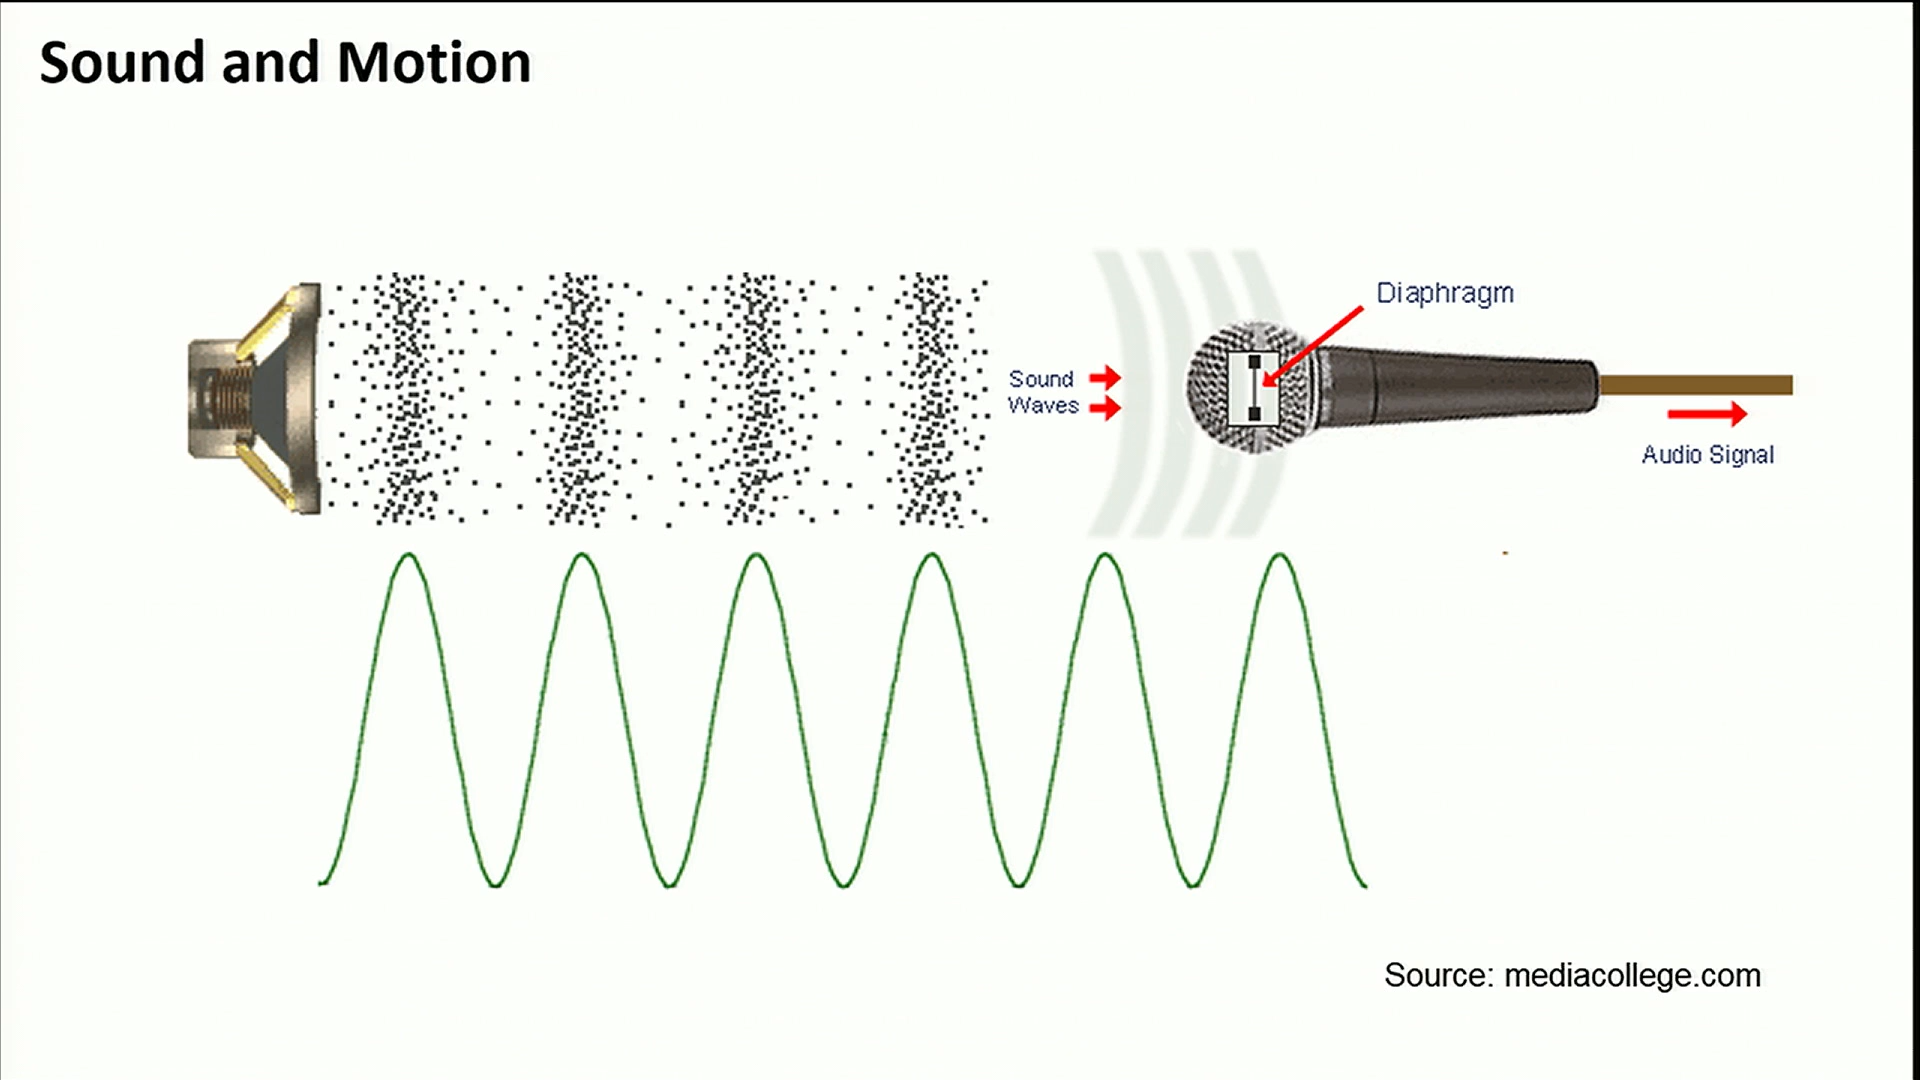 Sound and Motion
Diaphragm
Sound
Waves
Audio Signal
Source: mediacollege.com